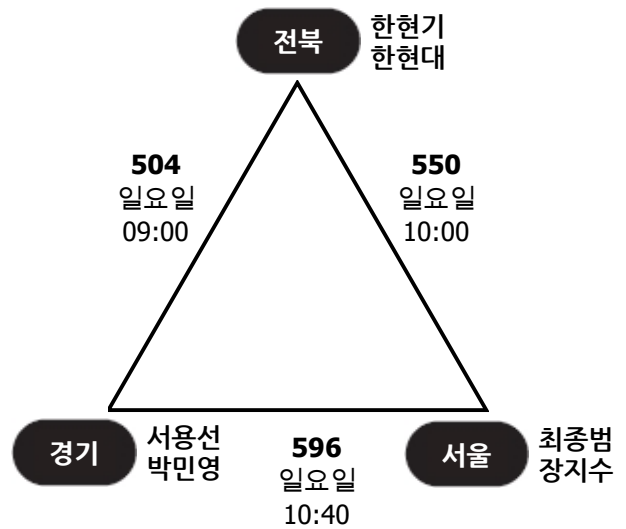 전북
한현기
한현대
504
일요일
09:00
550
일요일
10:00
경기
서용선
박민영
596
일요일
10:40
서울
최종범
장지수